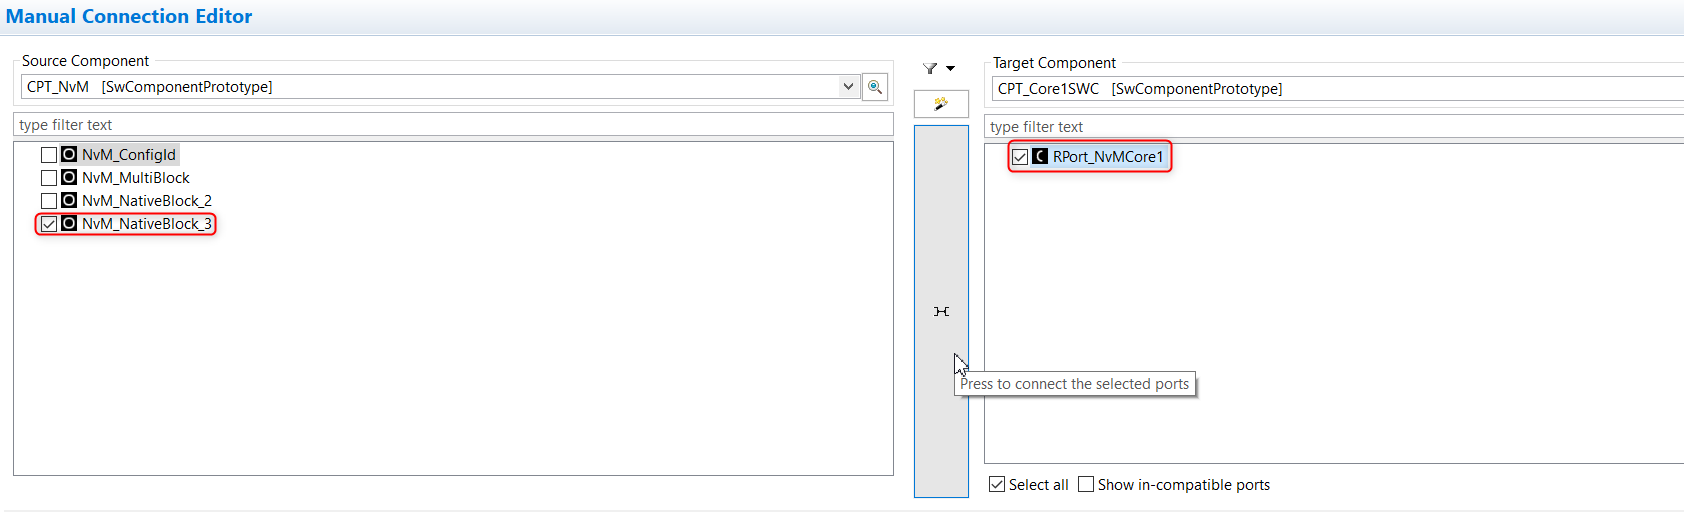 Manual Connection Editor
Source Component
CPT_NvM [SwComponentPrototype]
type filter text
NvM_ConfigId
NvM_MultiBlock
NvM_NativeBlock_2
NvM_NativeBlock_3
Press to connect the selected ports
Target Component
CPT_Core1SWC [SwComponentPrototype]
type filter text
RPort_NvMCore1
Select all Show in-compatible ports